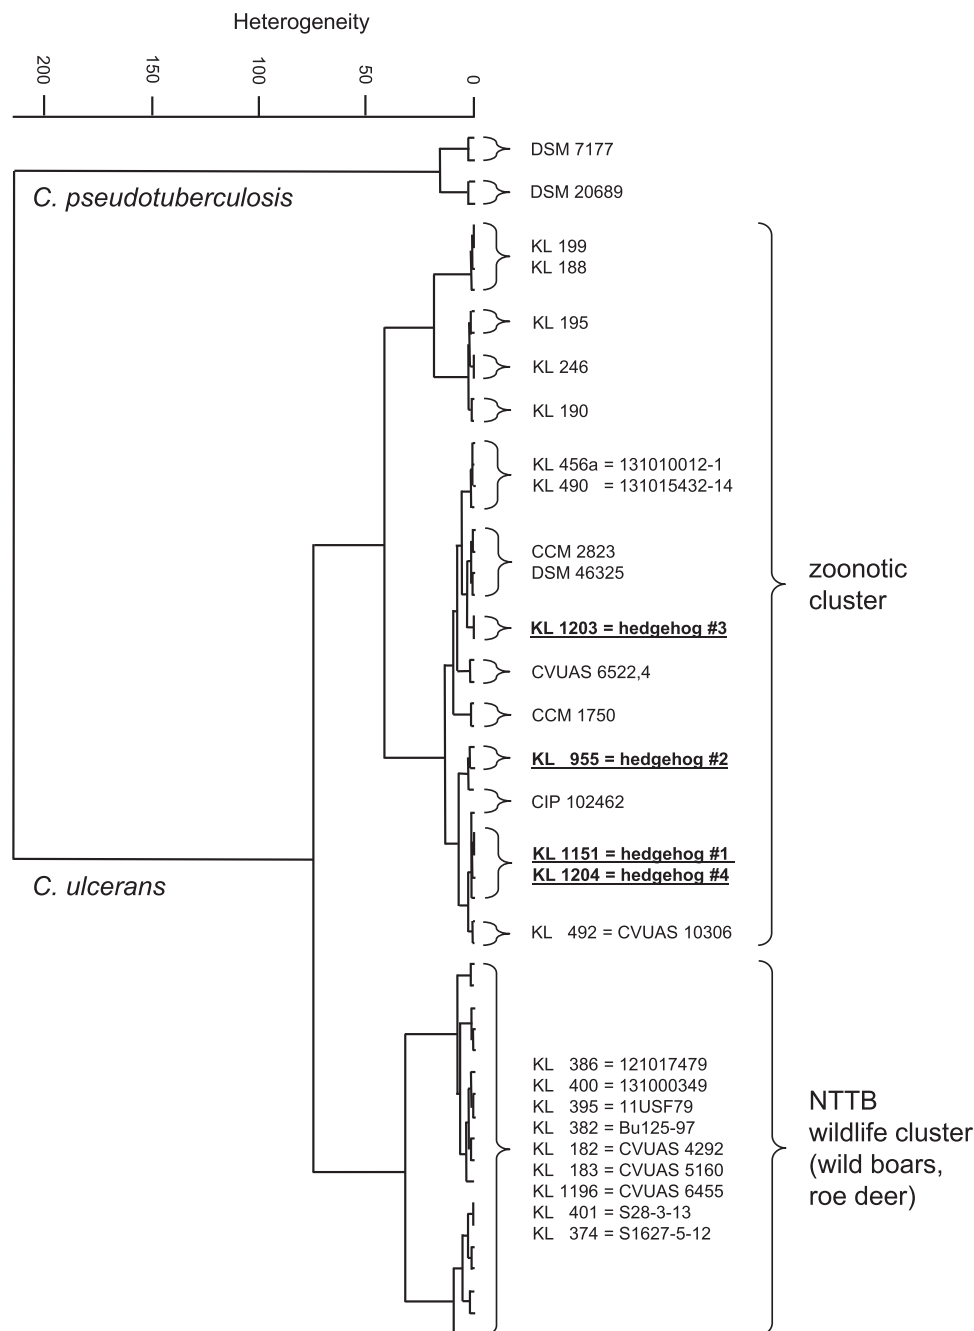 Heterogeneity
200 150 100 50 0
DSM 7177
C. pseudotuberculosis
DSM 20689
KL 199
KL 188
KL 195
KL 246
KL 190
KL 456a = 131010012-1
KL 490 = 131015432-14
CCM 2823
DSM 46325
zoonotic
cluster
KL 1203 = hedgehog #3
CVUAS 6522,4
CCM 1750
KL 955 = hedgehog #2
CIP 102462
KL 1151 = hedgehog #1
KL 1204 = hedgehog #4
C. ulcerans
KL 492 = CVUAS 10306
KL 386 = 121017479
KL 400 = 131000349
KL 395 = 11USF79
KL 382 = Bu125-97
KL 182 = CVUAS 4292
KL 183 = CVUAS 5160
KL 1196 = CVUAS 6455
KL 401 = S28-3-13
KL 374 = S1627-5-12
NTTB
wildlife cluster
(wild boars,
roe deer)